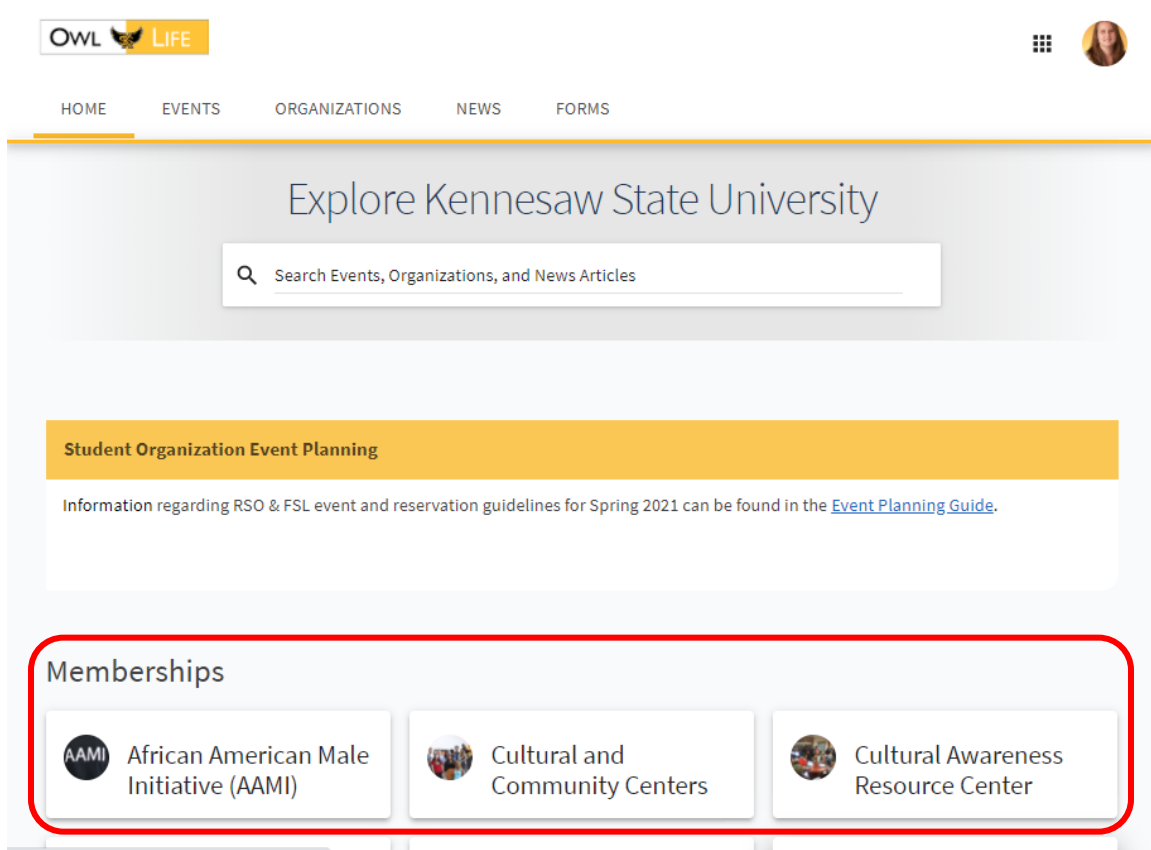 OWL LIFE
HOME EVENTS ORGANIZATIONS NEWS FORMS
Explore Kennesaw State University
Search Events, Organizations, and News Articles
Student Organization Event Planning
Information regarding RSO & FSL event and reservation guidelines for Spring 2021 can be found in the Event Planning Guide.
Memberships
AAMI
African American Male
Initiative (AAMI)
Cultural and
Community Centers
Cultural Awareness
Resource Center